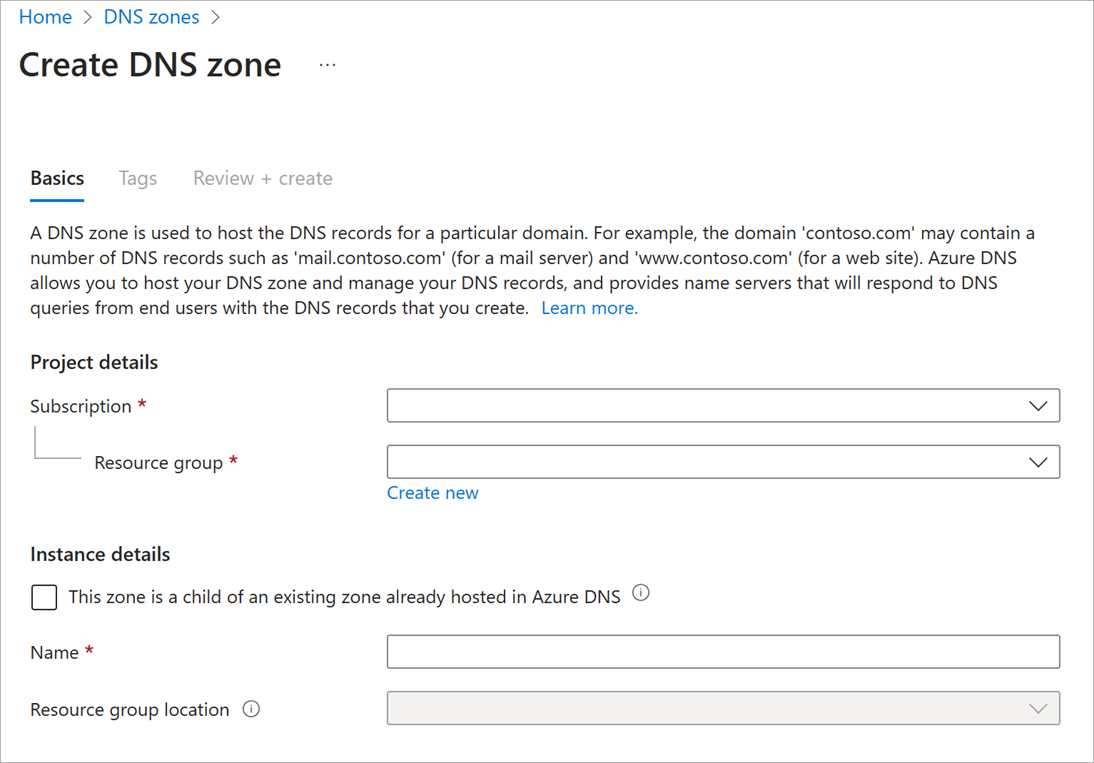 Home > DNS zones >
Create DNS zone ...
Basics Tags Review + create
A DNS zone is used to host the DNS records for a particular domain. For example, the domain 'contoso.com' may contain a
number of DNS records such as 'mail.contoso.com' (for a mail server) and 'www.contoso.com' (for a web site). Azure DNS
allows you to host your DNS zone and manage your DNS records, and provides name servers that will respond to DNS
queries from end users with the DNS records that you create. Learn more.
Project details
Subscription *
Resource group *
Create new
Instance details
This zone is a child of an existing zone already hosted in Azure DNS
Name *
Resource group location